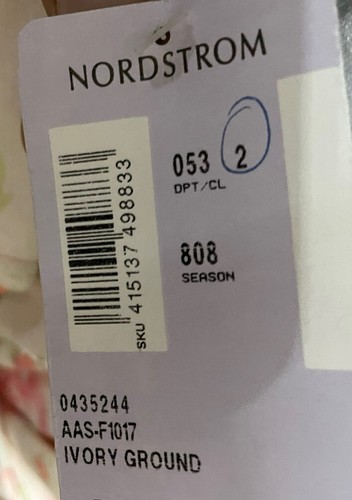 NORDSTROM
053 2
DPT/CL
808
SEASON
SKU 415137 498833
0435244
AAS-F1017
IVORY GROUND